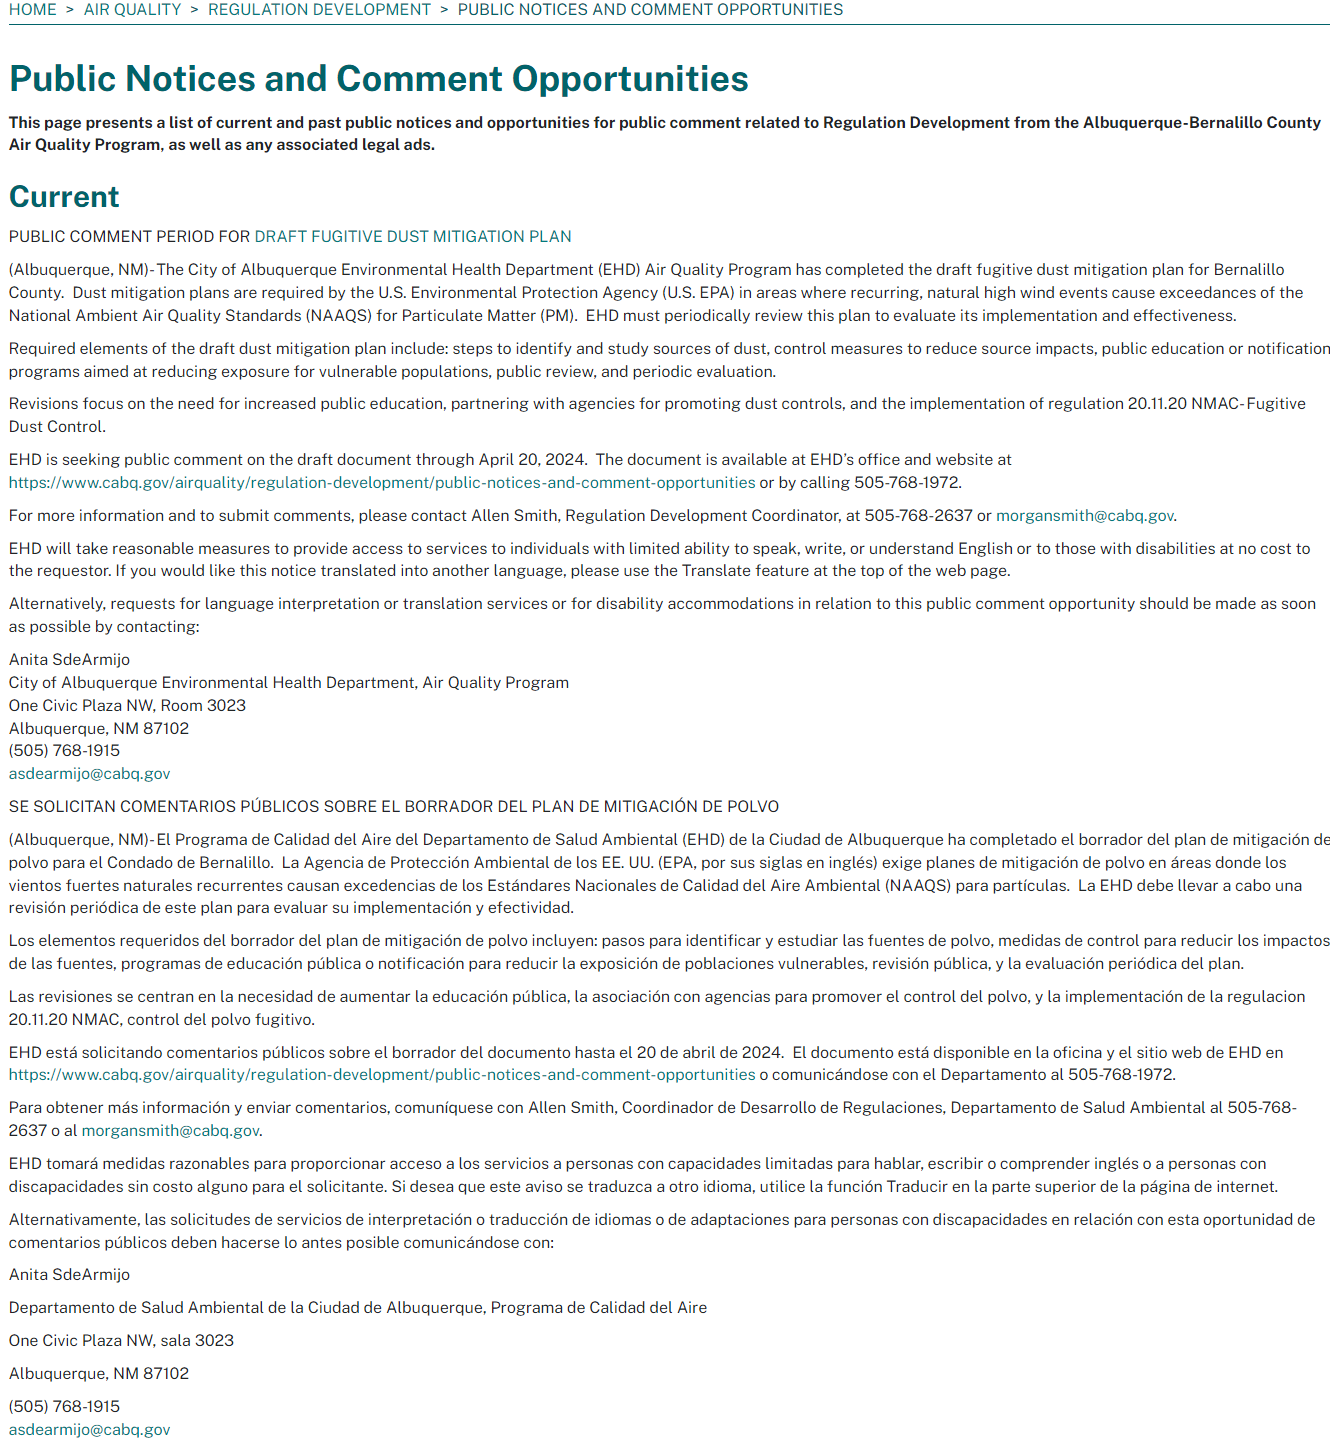 HOME > AIR QUALITY > REGULATION DEVELOPMENT > PUBLIC NOTICES AND COMMENT OPPORTUNITIES
Public Notices and Comment Opportunities
This page presents a list of current and past public notices and opportunities for public comment related to Regulation Development from the Albuquerque-Bernalillo County
Air Quality Program, as well as any associated legal ads.
Current
PUBLIC COMMENT PERIOD FOR DRAFT FUGITIVE DUST MITIGATION PLAN
(Albuquerque, NM)-The City of Albuquerque Environmental Health Department (EHD) Air Quality Program has completed the draft fugitive dust mitigation plan for Bernalillo
County.  Dust mitigation plans are required by the U.S. Environmental Protection Agency (U.S. EPA) in areas where recurring, natural high wind events cause exceedances of the
National Ambient Air Quality Standards (NAAQS) for Particulate Matter (PM).  EHD must periodically review this plan to evaluate its implementation and effectiveness.
Required elements of the draft dust mitigation plan include: steps to identify and study sources of dust, control measures to reduce source impacts, public education or notification
programs aimed at reducing exposure for vulnerable populations, public review, and periodic evaluation.
Revisions focus on the need for increased public education, partnering with agencies for promoting dust controls, and the implementation of regulation 20.11.20 NMAC-Fugitive
Dust Control.
EHD is seeking public comment on the draft document through April 20, 2024.  The document is available at EHD's office and website at
https://www.cabq.gov/airquality/regulation-development/public-notices-and-comment-opportunities or by calling 505-768-1972.
For more information and to submit comments, please contact Allen Smith, Regulation Development Coordinator, at 505-768-2637 or morgansmith@cabq.gov.
EHD will take reasonable measures to provide access to services to individuals with limited ability to speak, write, or understand English or to those with disabilities at no cost to
the requestor. If you would like this notice translated into another language, please use the Translate feature at the top of the web page.
Alternatively, requests for language interpretation or translation services or for disability accommodations in relation to this public comment opportunity should be made as soon
as possible by contacting:
Anita SdeArmijo
City of Albuquerque Environmental Health Department, Air Quality Program
One Civic Plaza NW, Room 3023
Albuquerque, NM 87102
(505) 768-1915
asdearmijo@cabq.gov
SE SOLICITAN COMENTARIOS PÚBLICOS SOBRE EL BORRADOR DEL PLAN DE MITIGACIÓN DE POLVO
(Albuquerque, NM)-El Programa de Calidad del Aire del Departamento de Salud Ambiental (EHD) de la Ciudad de Albuquerque ha completado el borrador del plan de mitigación de
polvo para el Condado de Bernalillo.  La Agencia de Protección Ambiental de los EE. UU. (EPA, por sus siglas en inglés) exige planes de mitigación de polvo en áreas donde los
vientos fuertes naturales recurrentes causan excedencias de los Estándares Nacionales de Calidad del Aire Ambiental (NAAQS) para partículas.  La EHD debe llevar a cabo una
revisión periódica de este plan para evaluar su implementación y efectividad.
Los elementos requeridos del borrador del plan de mitigación de polvo incluyen: pasos para identificar y estudiar las fuentes de polvo, medidas de control para reducir los impactos
de las fuentes, programas de educación pública o notificación para reducir la exposición de poblaciones vulnerables, revisión pública, y la evaluación periódica del plan.
Las revisiones se centran en la necesidad de aumentar la educación pública, la asociación con agencias para promover el control del polvo, y la implementación de la regulacion
20.11.20 NMAC, control del polvo fugitivo.
EHD está solicitando comentarios públicos sobre el borrador del documento hasta el 20 de abril de 2024.  El documento está disponible en la oficina y el sitio web de EHD en
https://www.cabq.gov/airquality/regulation-development/public-notices-and-comment-opportunities o comunicándose con el Departamento al 505-768-1972.
Para obtener más información y enviar comentarios, comuníquese con Allen Smith, Coordinador de Desarrollo de Regulaciones, Departamento de Salud Ambiental al 505-768-
2637 o al morgansmith@cabq.gov.
EHD tomará medidas razonables para proporcionar acceso a los servicios a personas con capacidades limitadas para hablar, escribir o comprender inglés o a personas con
discapacidades sin costo alguno para el solicitante. Si desea que este aviso se traduzca a otro idioma, utilice la función Traducir en la parte superior de la página de internet.
Alternativamente, las solicitudes de servicios de interpretación o traducción de idiomas o de adaptaciones para personas con discapacidades en relación con esta oportunidad de
comentarios públicos deben hacerse lo antes posible comunicándose con:
Anita SdeArmijo
Departamento de Salud Ambiental de la Ciudad de Albuquerque, Programa de Calidad del Aire
One Civic Plaza NW, sala 3023
Albuquerque, NM 87102
(505) 768-1915
asdearmijo@cabq.gov